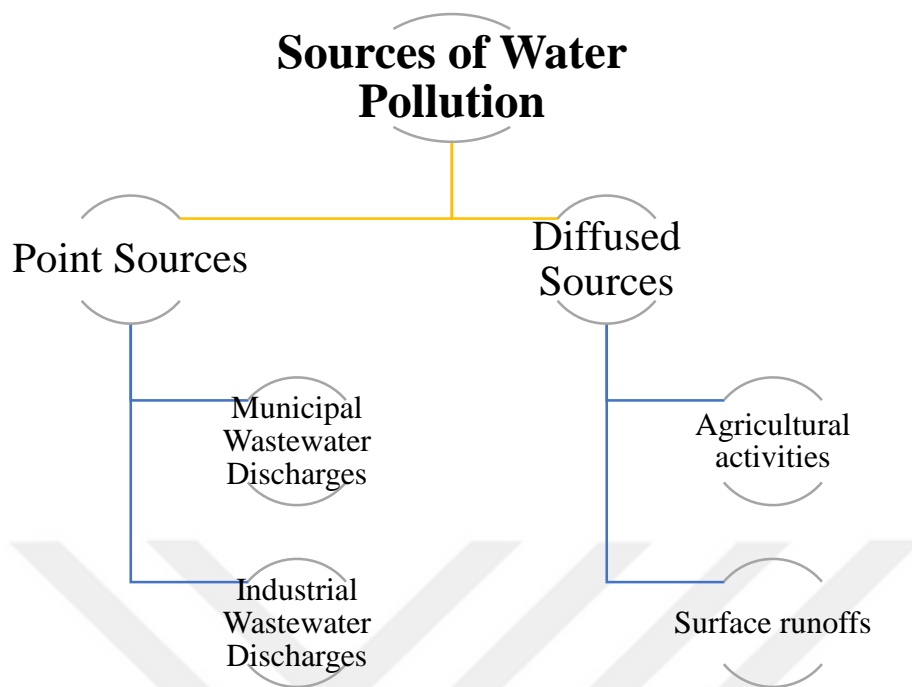 Sources of Water
Pollution
Point Sources
Diffused
Sources
Municipal
Wastewater
Discharges
Agricultural
activities
Industrial
Wastewater
Discharges
Surface runoffs